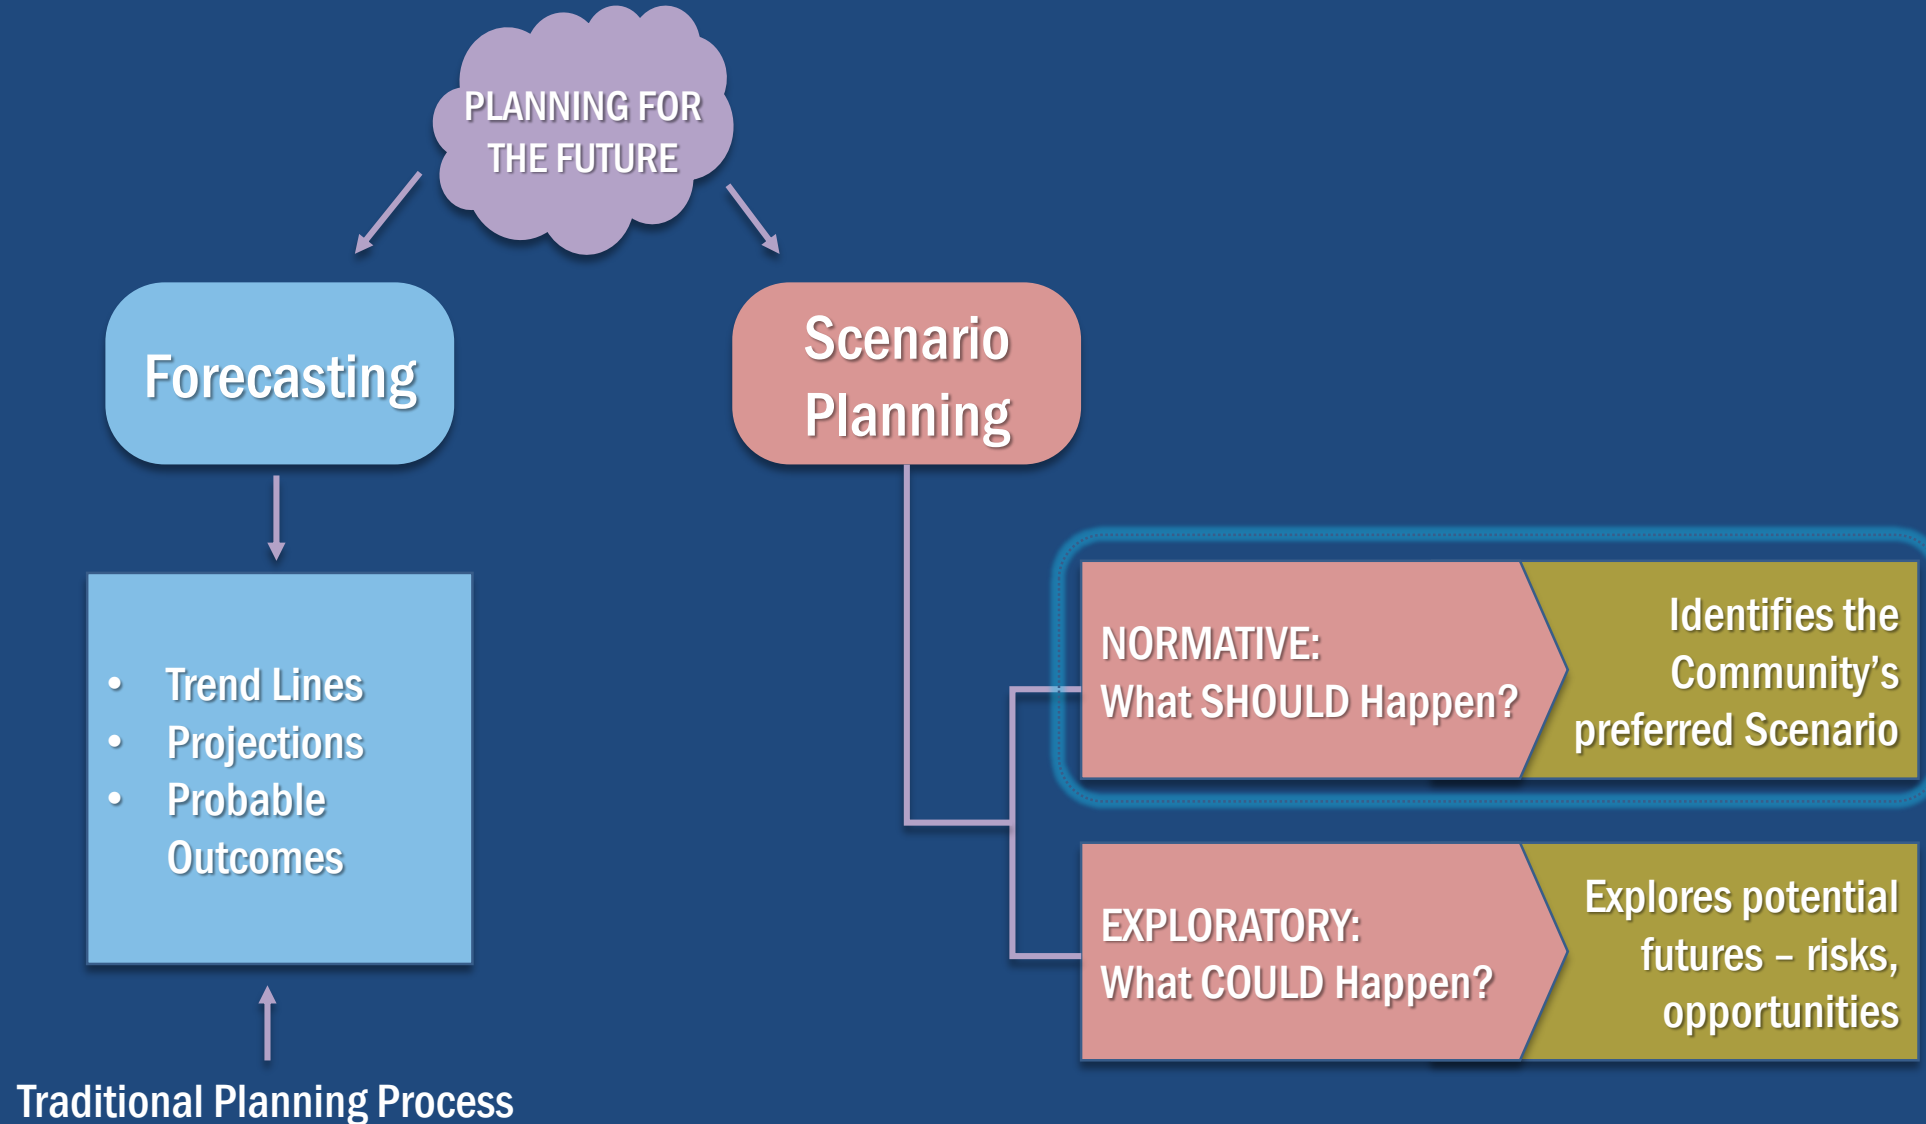 PLANNING FOR
THE FUTURE
Forecasting
Scenario
Planning
• Trend Lines
• Projections
• Probable
Outcomes
Traditional Planning Process
NORMATIVE:
What SHOULD Happen?
Identifies the
Community’s
preferred Scenario
EXPLORATORY:
What COULD Happen?
Explores potential
futures – risks,
opportunities